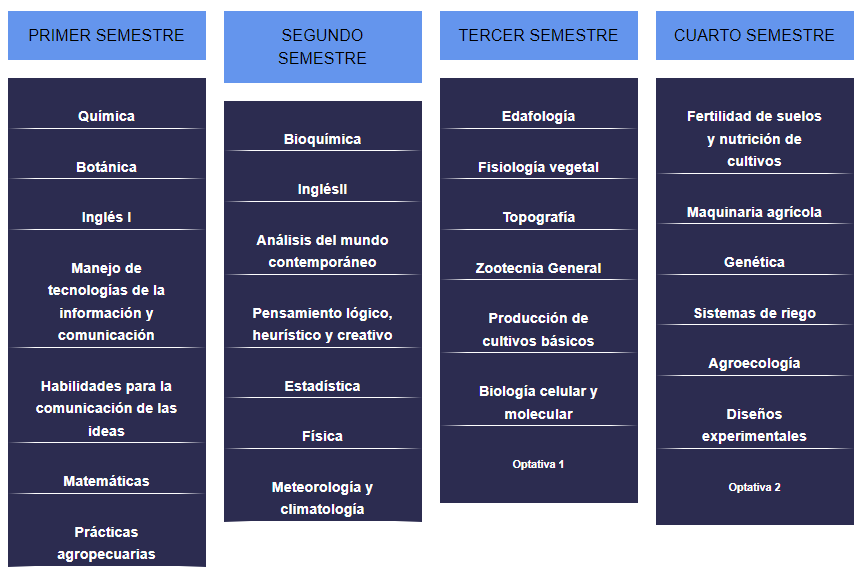 PRIMER SEMESTRE
Química
Botánica
Inglés I
Manejo de
tecnologías de la
información y
comunicación
Habilidades para la
comunicación de las
ideas
Matemáticas
Prácticas
agropecuarias
SEGUNDO
SEMESTRE
Bioquímica
InglésII
Análisis del mundo
contemporáneo
Pensamiento lógico,
heurístico y creativo
Estadística
Física
Meteorología y
climatología
TERCER SEMESTRE
Edafología
Fisiología vegetal
Topografía
Zootecnia General
Producción de
cultivos básicos
Biología celular y
molecular
Optativa 1
CUARTO SEMESTRE
Fertilidad de suelos
y nutrición de
cultivos
Maquinaria agrícola
Genética
Sistemas de riego
Agroecología
Diseños
experimentales
Optativa 2